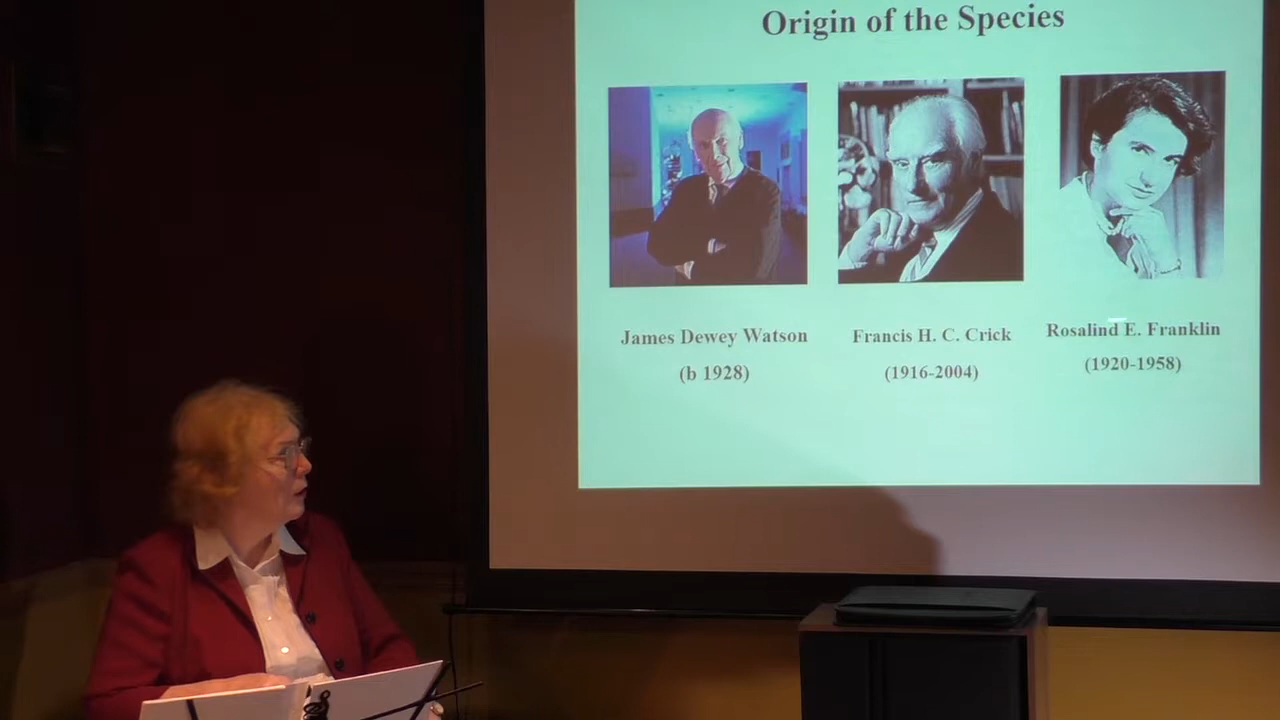 Origin of the Species
James Dewey Watson
(b 1928)
Francis H. C. Crick
(1916-2004)
Rosalind E. Franklin
(1920-1958)